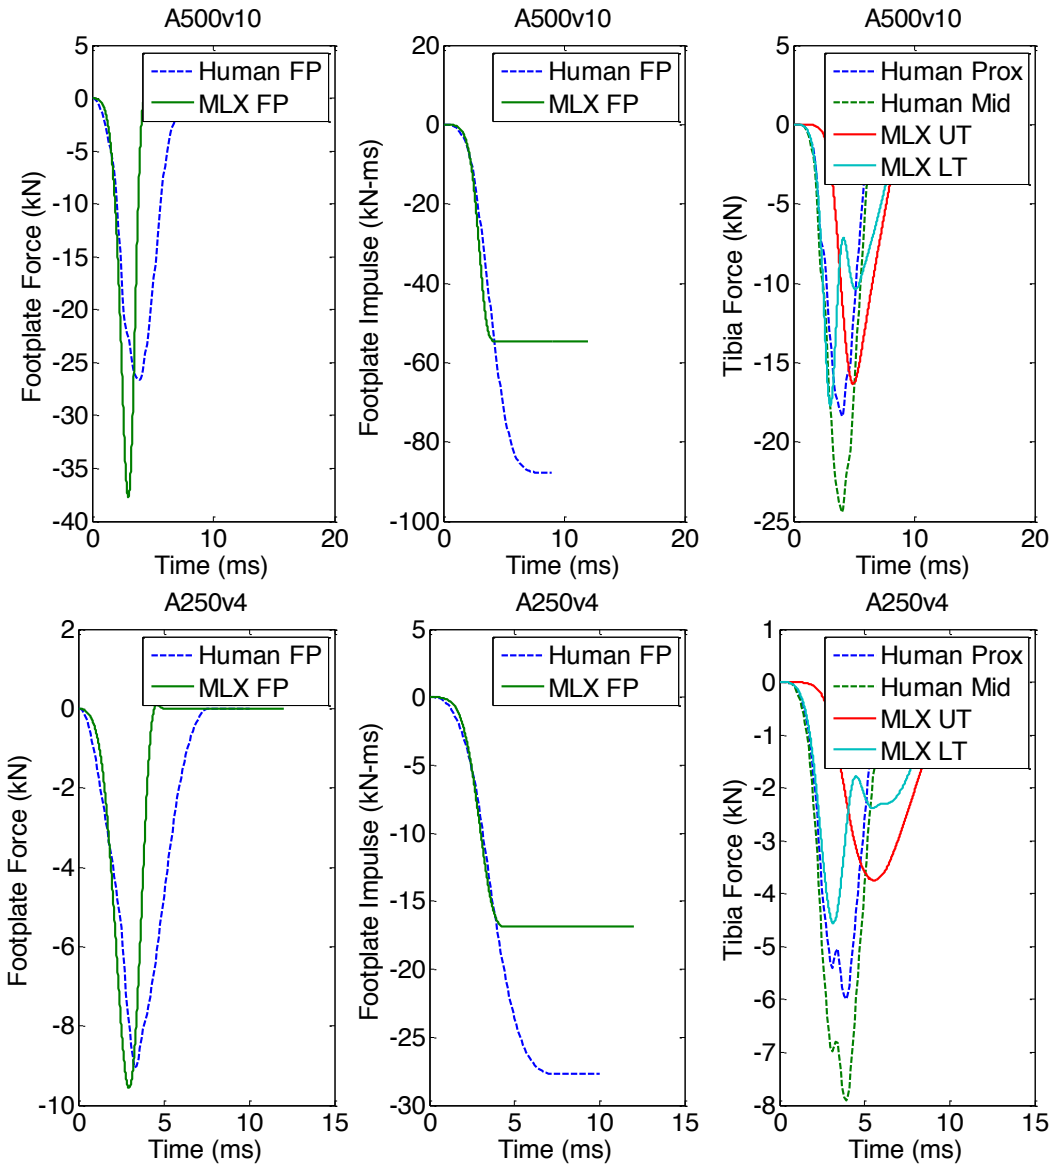 A500v10
A500v10
A500v10
5
0
-5
-10
-15
-20
-25
-30
-35
-40
0
10
20
Footplate Force (kN)
Time (ms)
Human FP
MLX FP
20
0
-20
-40
-60
-80
-100
0
10
20
Footplate Impulse (kN-ms)
Time (ms)
Human FP
MLX FP
5
0
-5
-10
-15
-20
-25
0
10
20
Tibia Force (kN)
Time (ms)
Human Prox
Human Mid
MLX UT
MLX LT
A250v4
A250v4
A250v4
2
0
-2
-4
-6
-8
-10
0
5
10
15
Footplate Force (kN)
Time (ms)
Human FP
MLX FP
5
0
-5
-10
-15
-20
-25
-30
0
5
10
15
Footplate Impulse (kN-ms)
Time (ms)
Human FP
MLX FP
1
0
-1
-2
-3
-4
-5
-6
-7
-8
0
5
10
15
Tibia Force (kN)
Time (ms)
Human Prox
Human Mid
MLX UT
MLX LT